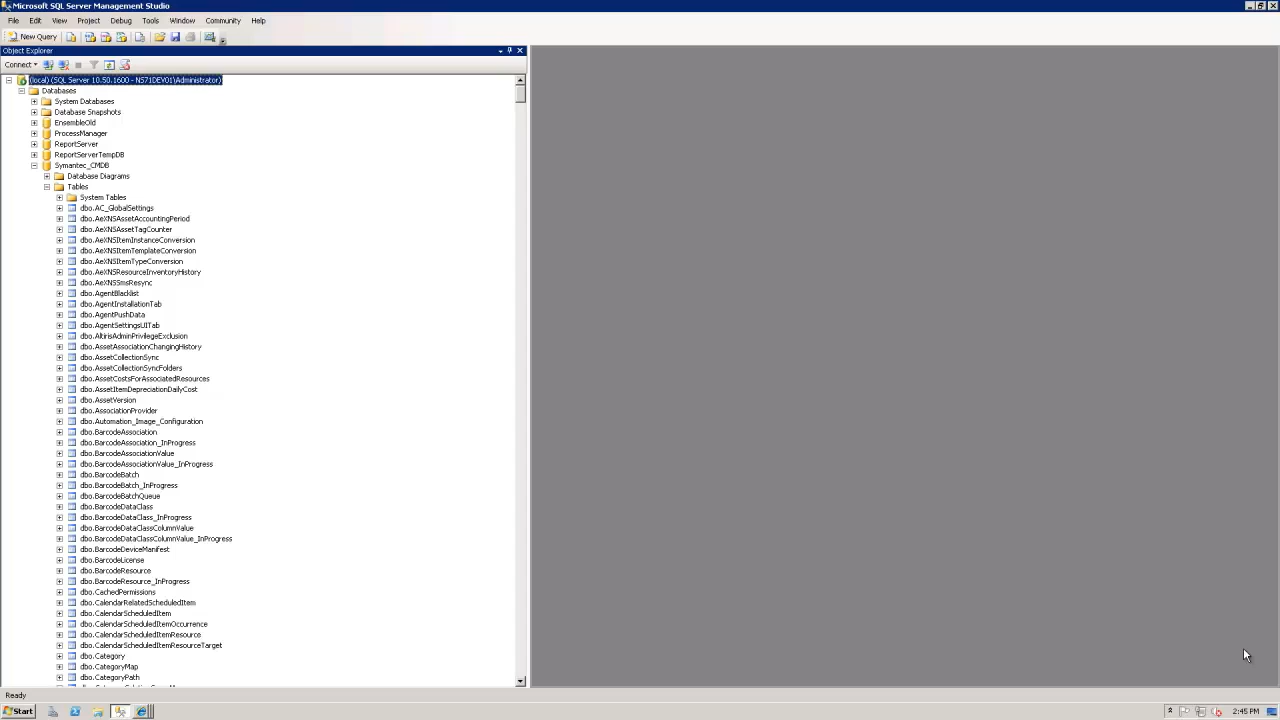 Microsoft SQL Server Management Studio
File Edit View Project Debug Tools Window Community Help
New Query
Object Explorer
Connect
(local) (SQL Server 10.50.1600 - NS71DEV01\Administrator)
Databases
System Databases
Database Snapshots
EnsembleOld
ProcessManager
ReportServer
ReportServerTempDB
Symantec_CMDB
Database Diagrams
Tables
System Tables
dbo.AC_GlobalSettings
dbo.AeXNSAssetAccountingPeriod
dbo.AeXNSAssetTagCounter
dbo.AeXNSItemInstanceConversion
dbo.AeXNSItemTemplateConversion
dbo.AeXNSItemTypeConversion
dbo.AeXNSResourceInventoryHistory
dbo.AeXNSSmsResync
dbo.AgentBlacklist
dbo.AgentInstallationTab
dbo.AgentPushData
dbo.AgentSettingsUITab
dbo.AltirisAdminPrivilegeExclusion
dbo.AssetAssociationChangingHistory
dbo.AssetCollectionSync
dbo.AssetCollectionSyncFolders
dbo.AssetCostsForAssociatedResources
dbo.AssetItemDepreciationDailyCost
dbo.AssetVersion
dbo.AssociationProvider
dbo.Automation_Image_Configuration
dbo.BarcodeAssociation
dbo.BarcodeAssociation_InProgress
dbo.BarcodeAssociationValue
dbo.BarcodeAssociationValue_InProgress
dbo.BarcodeBatch
dbo.BarcodeBatch_InProgress
dbo.BarcodeBatchQueue
dbo.BarcodeDataClass
dbo.BarcodeDataClass_InProgress
dbo.BarcodeDataClassColumnValue
dbo.BarcodeDataClassColumnValue_InProgress
dbo.BarcodeDeviceManifest
dbo.BarcodeLicense
dbo.BarcodeResource
dbo.BarcodeResource_InProgress
dbo.CachedPermissions
dbo.CalendarRelatedScheduledItem
dbo.CalendarScheduledItem
dbo.CalendarScheduledItemOccurrence
dbo.CalendarScheduledItemResource
dbo.CalendarScheduledItemResourceTarget
dbo.Category
dbo.CategoryMap
dbo.CategoryPath
Ready
Start 2:45 PM